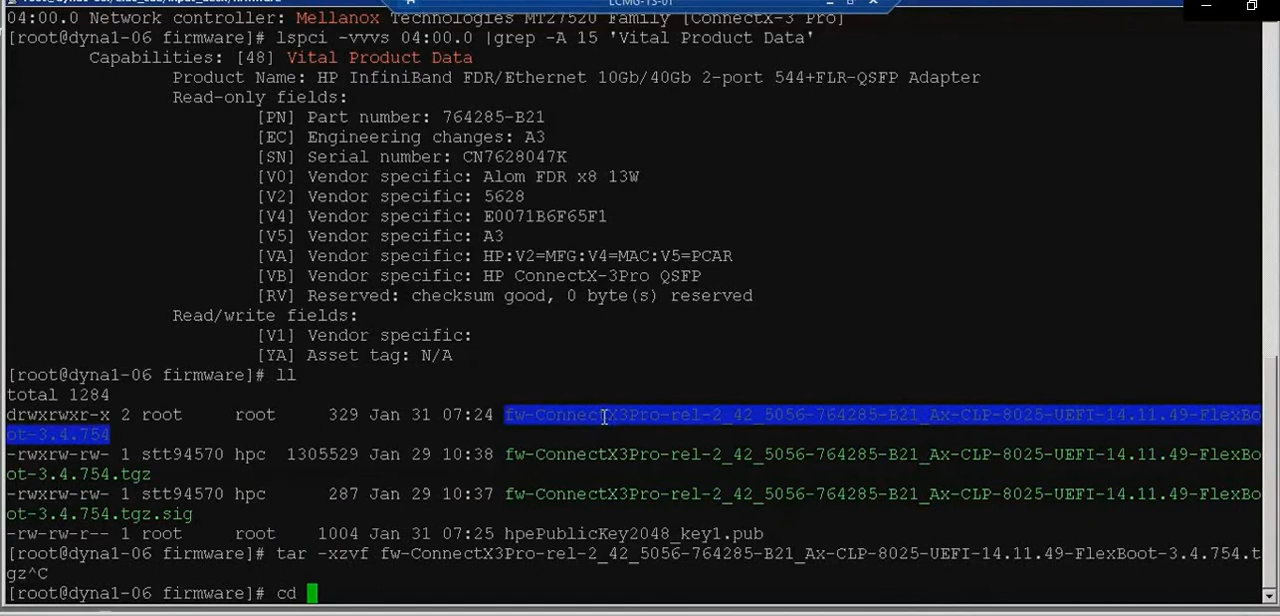 LCMG-TS-01
04:00.0 Network controller: Mellanox Technologies MT27520 Family [ConnectX-3 Pro]
[root@dyna1-06 firmware]# lspci -vvvs 04:00.0 |grep -A 15 'Vital Product Data'
Capabilities: [48] Vital Product Data
Product Name: HP InfiniBand FDR/Ethernet 10Gb/40Gb 2-port 544+FLR-QSFP Adapter
Read-only fields:
[PN] Part number: 764285-B21
[EC] Engineering changes: A3
[SN] Serial number: CN7628047K
[V0] Vendor specific: Alom FDR x8 13W
[V2] Vendor specific: 5628
[V4] Vendor specific: E0071B6F65F1
[V5] Vendor specific: A3
[VA] Vendor specific: HP:V2=MFG:V4=MAC:V5=PCAR
[VB] Vendor specific: HP ConnectX-3Pro QSFP
[RV] Reserved: checksum good, 0 byte(s) reserved
Read/write fields:
[V1] Vendor specific:
[YA] Asset tag: N/A
[root@dyna1-06 firmware]# ll
total 1284
drwxrwxr-x 2 root root 329 Jan 31 07:24 fw-ConnectX3Pro-rel-2_42_5056-764285-B21_Ax-CLP-8025-UEFI-14.11.49-FlexBo
ot-3.4.754
-rwxrw-rw- 1 stt94570 hpc 1305529 Jan 29 10:38 fw-ConnectX3Pro-rel-2_42_5056-764285-B21_Ax-CLP-8025-UEFI-14.11.49-FlexBo
ot-3.4.754.tgz
-rwxrw-rw- 1 stt94570 hpc 287 Jan 29 10:37 fw-ConnectX3Pro-rel-2_42_5056-764285-B21_Ax-CLP-8025-UEFI-14.11.49-FlexBo
ot-3.4.754.tgz.sig
-rw-rw-r-- 1 root root 1004 Jan 31 07:25 hpePublicKey2048_key1.pub
[root@dyna1-06 firmware]# tar -xzvf fw-ConnectX3Pro-rel-2_42_5056-764285-B21_Ax-CLP-8025-UEFI-14.11.49-FlexBoot-3.4.754.t
gz^C
[root@dyna1-06 firmware]# cd